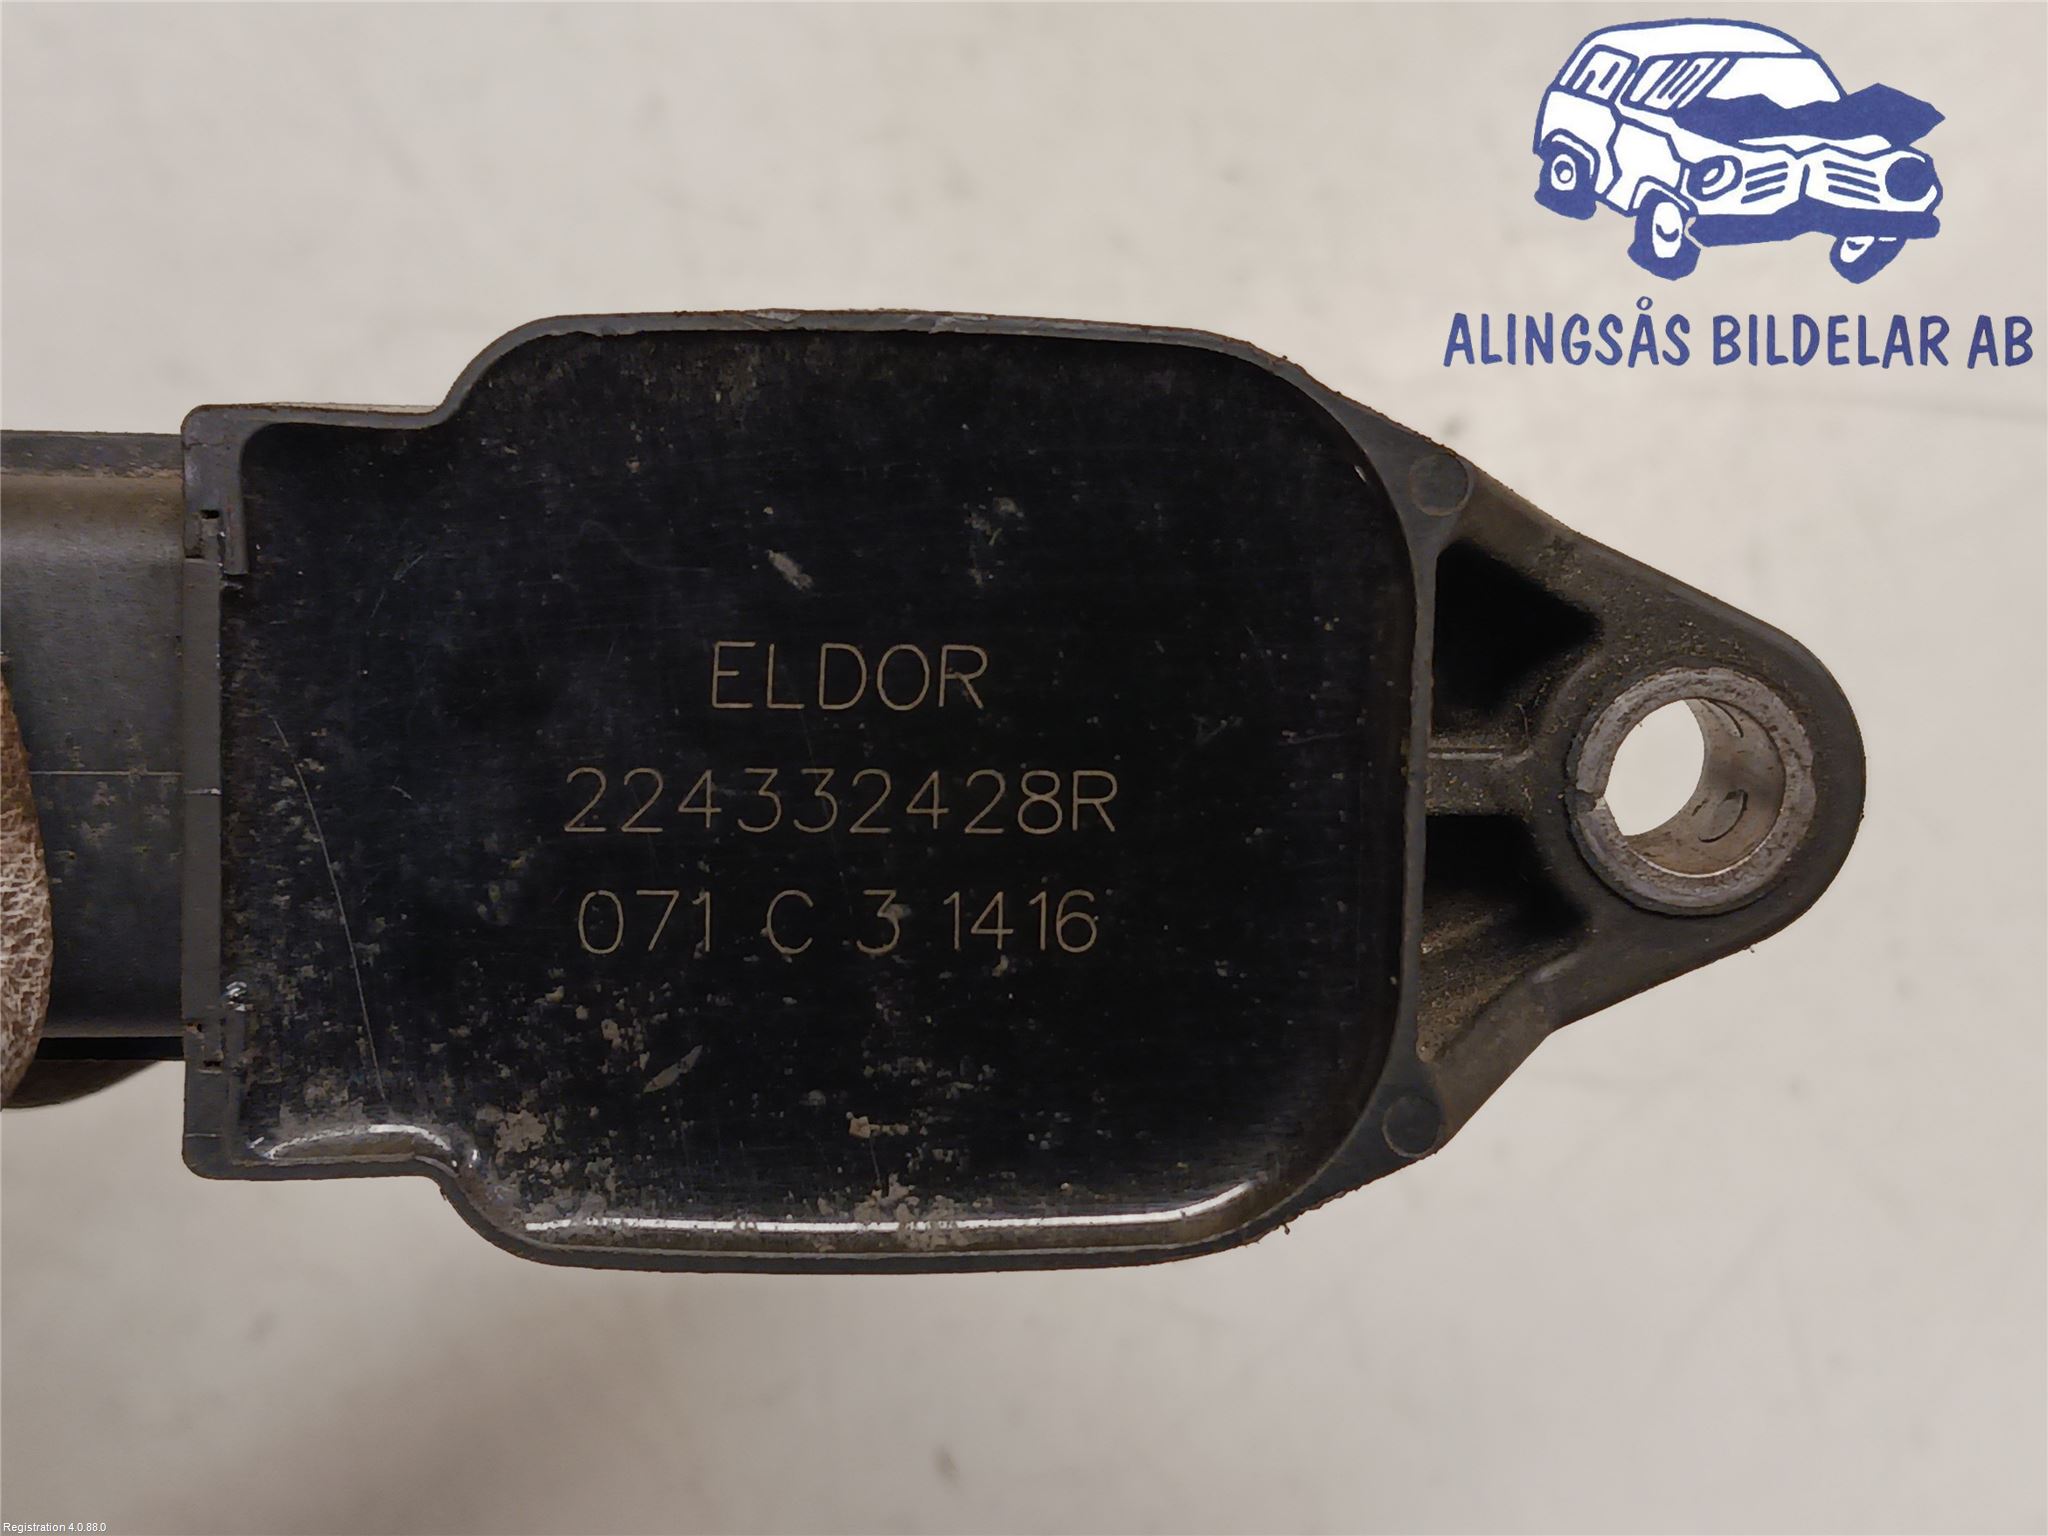 ALINGSÅS BILDELAR AB
ELDOR
224332428R
071 C 3 1416
Registration 4.0.88.0